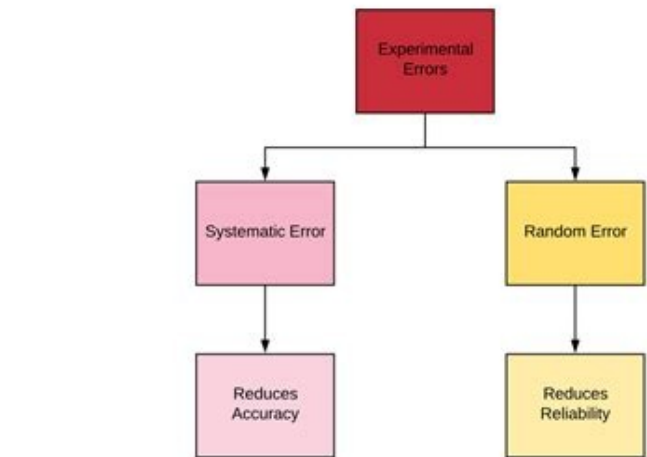 Experimental
Errors
Systematic Error
Random Error
Reduces
Accuracy
Reduces
Reliability